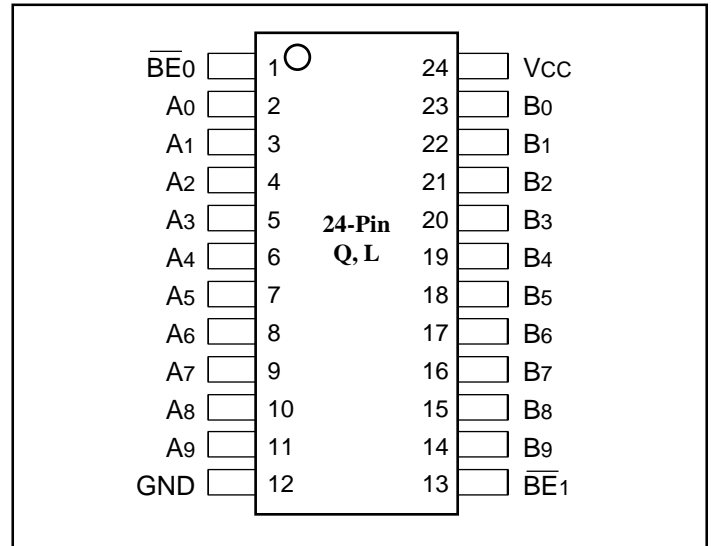 B̅E̅0 1 24 Vcc
A0 2 23 B0
A1 3 22 B1
A2 4 21 B2
A3 5 24-Pin 20 B3
A4 6 Q, L 19 B4
A5 7 18 B5
A6 8 17 B6
A7 9 16 B7
A8 10 15 B8
A9 11 14 B9
GND 12 13 B̅E̅1